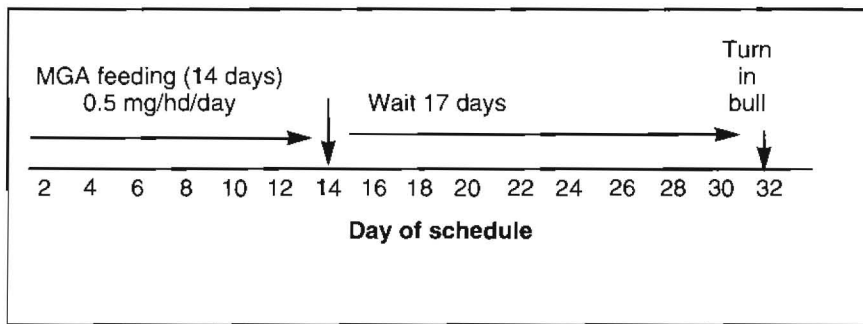 MGA feeding (14 days)
0.5 mg/hd/day
Wait 17 days
Turn
in
bull
2 4 6 8 10 12 14 16 18 20 22 24 26 28 30 32
Day of schedule